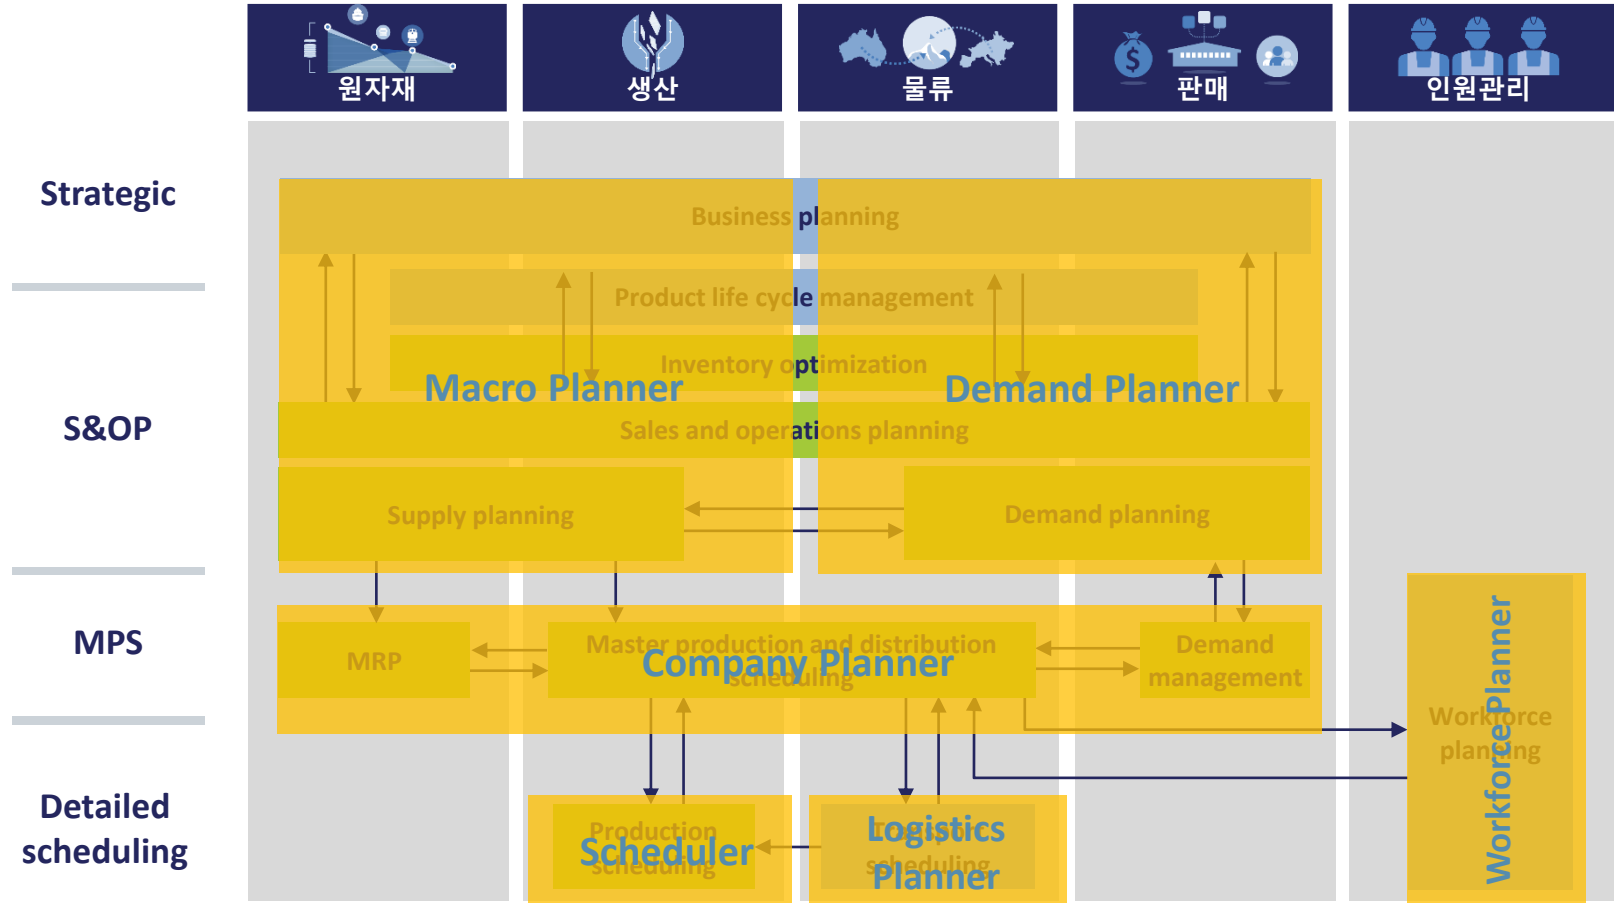 원자재
생산
물류
판매
인원관리
Strategic
S&OP
MPS
Detailed
scheduling
Business planning
Product life cycle management
Inventory optimization
Macro Planner
Demand Planner
Sales and operations planning
Supply planning
Demand planning
MRP
Master production and distribution
scheduling
Company Planner
Demand
management
Workforce
planning
Workforce Planner
Production
scheduling
Scheduler
Transport
scheduling
Logistics
Planner
$